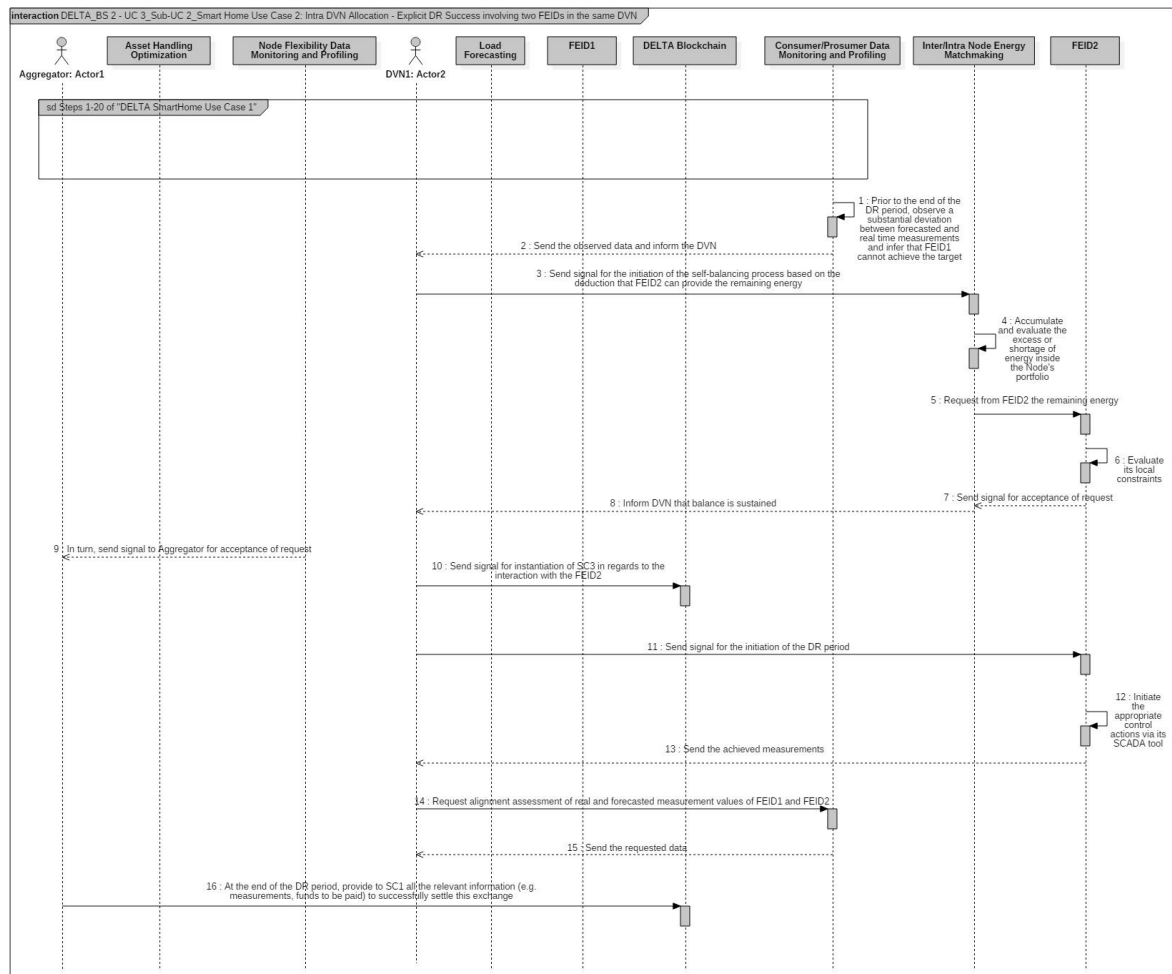 interaction DELTA_BS 2 - UC 3_Sub-UC 2_Smart Home Use Case 2: Intra DVN Allocation - Explicit DR Success involving two FEIDs in the same DVN
Aggregator: Actor1
Asset Handling
Optimization
Node Flexibility Data
Monitoring and Profiling
DVN1: Actor2
Load
Forecasting
FEID1
DELTA Blockchain
Consumer/Prosumer Data
Monitoring and Profiling
Inter/Intra Node Energy
Matchmaking
FEID2
sd Steps 1-20 of "DELTA SmartHome Use Case 1"
1 : Prior to the end of the
DR period, observe a
substantial deviation
between forecasted and
real time measurements
and infer that FEID1
cannot achieve the target
2 : Send the observed data and inform the DVN
3 : Send signal for the initiation of the self-balancing process based on the
deduction that FEID2 can provide the remaining energy
4 : Accumulate
and evaluate the
excess or
shortage of
energy inside
the Node's
portfolio
5 : Request from FEID2 the remaining energy
6 : Evaluate
its local
constraints
7 : Send signal for acceptance of request
8 : Inform DVN that balance is sustained
9 : In turn, send signal to Aggregator for acceptance of request
10 : Send signal for instantiation of SC3 in regards to the
interaction with the FEID2
11 : Send signal for the initiation of the DR period
12 : Initiate
the
appropriate
control
actions via its
SCADA tool
13 : Send the achieved measurements
14 : Request alignment assessment of real and forecasted measurement values of FEID1 and FEID2
15 : Send the requested data
16 : At the end of the DR period, provide to SC1 all the relevant information (e.g.
measurements, funds to be paid) to successfully settle this exchange